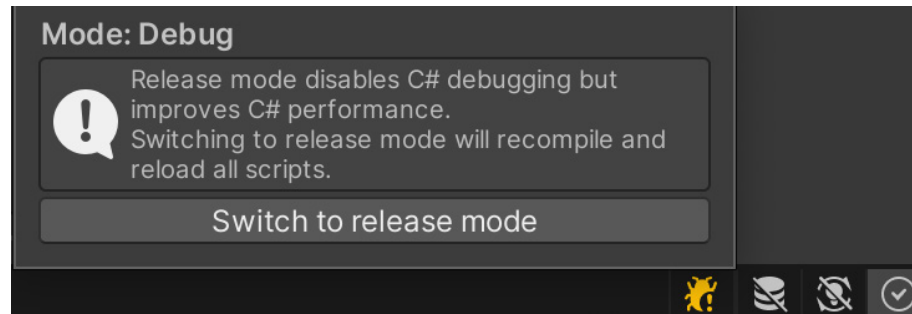 Mode: Debug
Release mode disables C# debugging but
improves C# performance.
Switching to release mode will recompile and
reload all scripts.
Switch to release mode